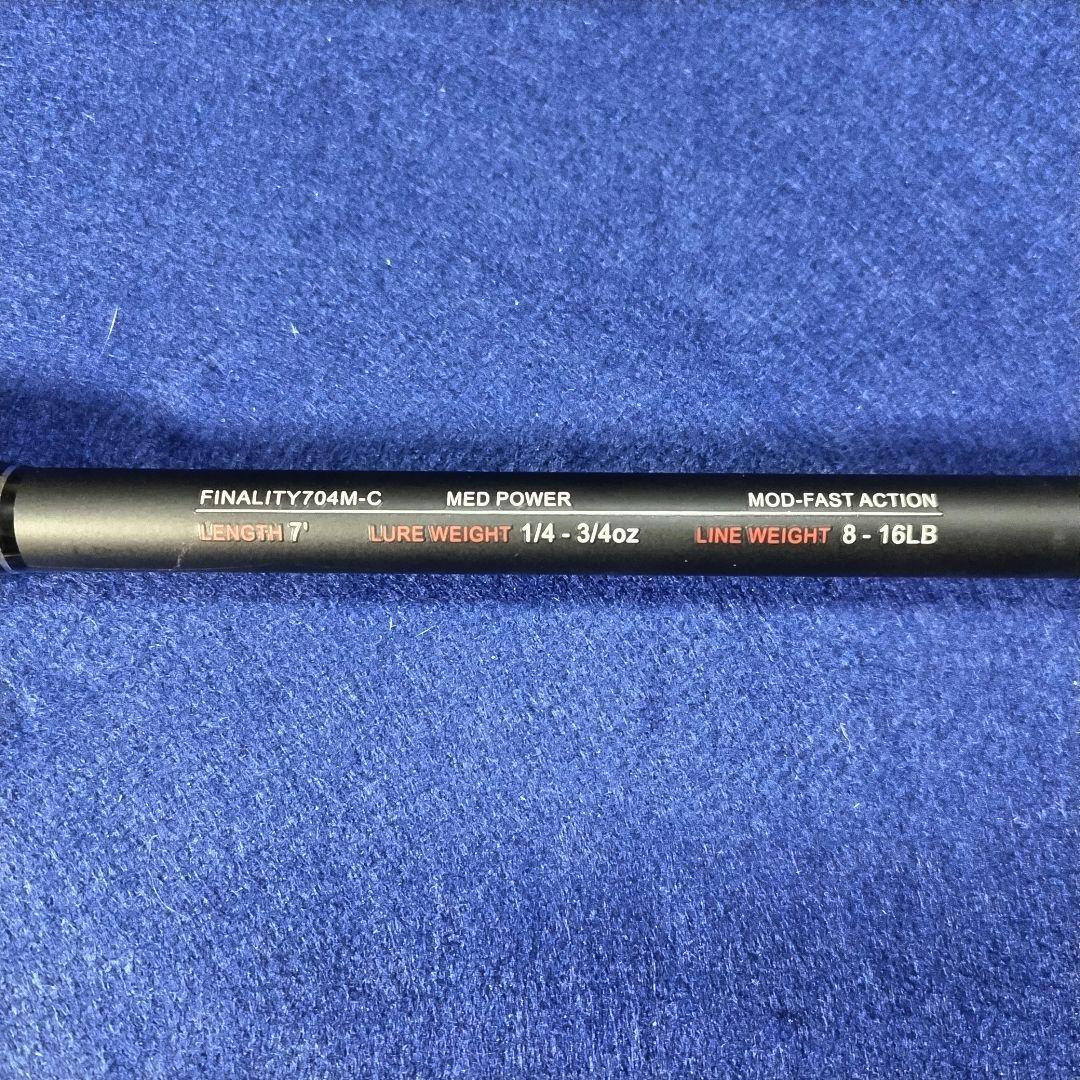 FINALITY704M-C MED POWER MOD-FAST ACTION
LENGTH 7' LURE WEIGHT 1/4 - 3/4oz LINE WEIGHT 8 - 16LB